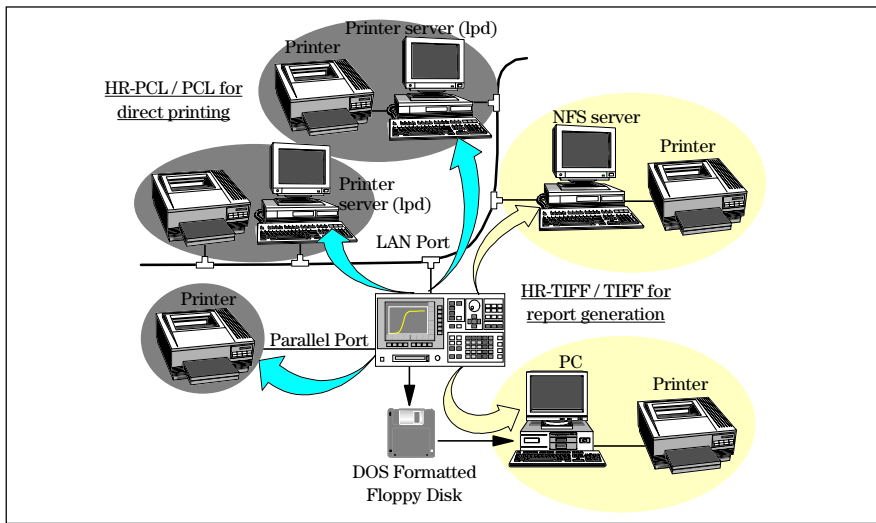 Printer server (lpd)
Printer
HR-PCL / PCL for
direct printing
NFS server
Printer
Printer
server (lpd)
LAN Port
HR-TIFF / TIFF for
report generation
Printer
Parallel Port
PC
Printer
DOS Formatted
Floppy Disk